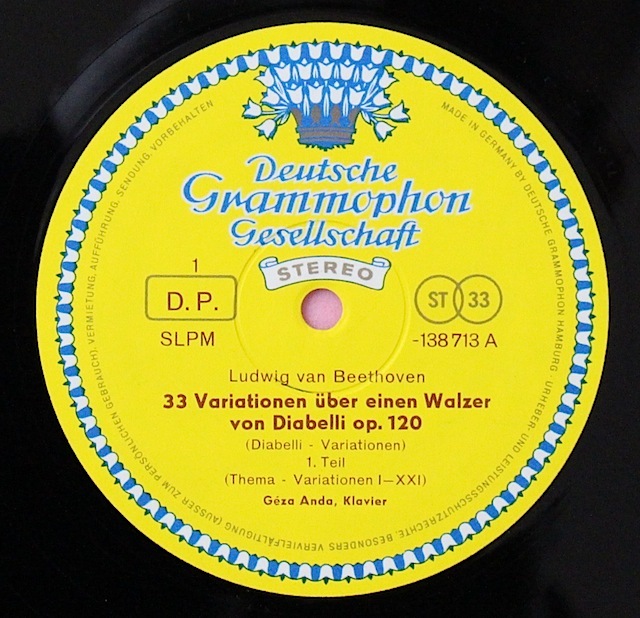 Deutsche
Grammophon
Gesellschaft
STEREO
1
D. P.
ST 33
SLPM
-138 713 A
Ludwig van Beethoven
33 Variationen über einen Walzer
von Diabelli op. 120
(Diabelli - Variationen)
1. Teil
(Thema - Variationen I—XXI)
Géza Anda, Klavier
MADE IN GERMANY BY DEUTSCHE GRAMMOPHON HAMBURG · URHEBER- UND LEISTUNGSSCHUTZRECHTE, BESONDERS VERVIELFÄLTIGUNG (AUSSER ZUM PERSÖNLICHEN GEBRAUCH), VERMIETUNG, AUFFÜHRUNG, SENDUNG, VORBEHALTEN